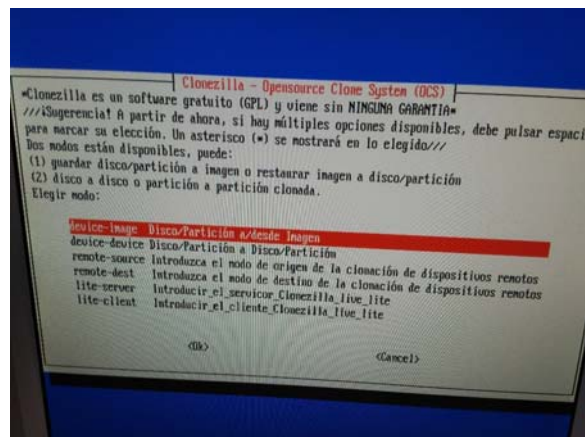 Clonezilla - Opensource Clone System (OCS)
*Clonezilla es un software gratuito (GPL) y viene sin NINGUNA GARANTIA*
///¡Sugerencia! A partir de ahora, si hay múltiples opciones disponibles, debe pulsar espaci
para marcar su elección. Un asterisco (*) se mostrará en lo elegido///
Dos modos están disponibles, puede:
(1) guardar disco/partición a imagen o restaurar imagen a disco/partición
(2) disco a disco o partición a partición clonada.
Elegir modo:
device-image Disco/Partición a/desde Imagen
device-device Disco/Partición a Disco/Partición
remote-source Introduzca el modo de origen de la clonación de dispositivos remotos
remote-dest Introduzca el modo de destino de la clonación de dispositivos remotos
lite-server Introducir_el_servicor_Clonezilla_live_lite
lite-client Introducir_el_cliente_Clonezilla_live_lite
<Ok> <Cancel>